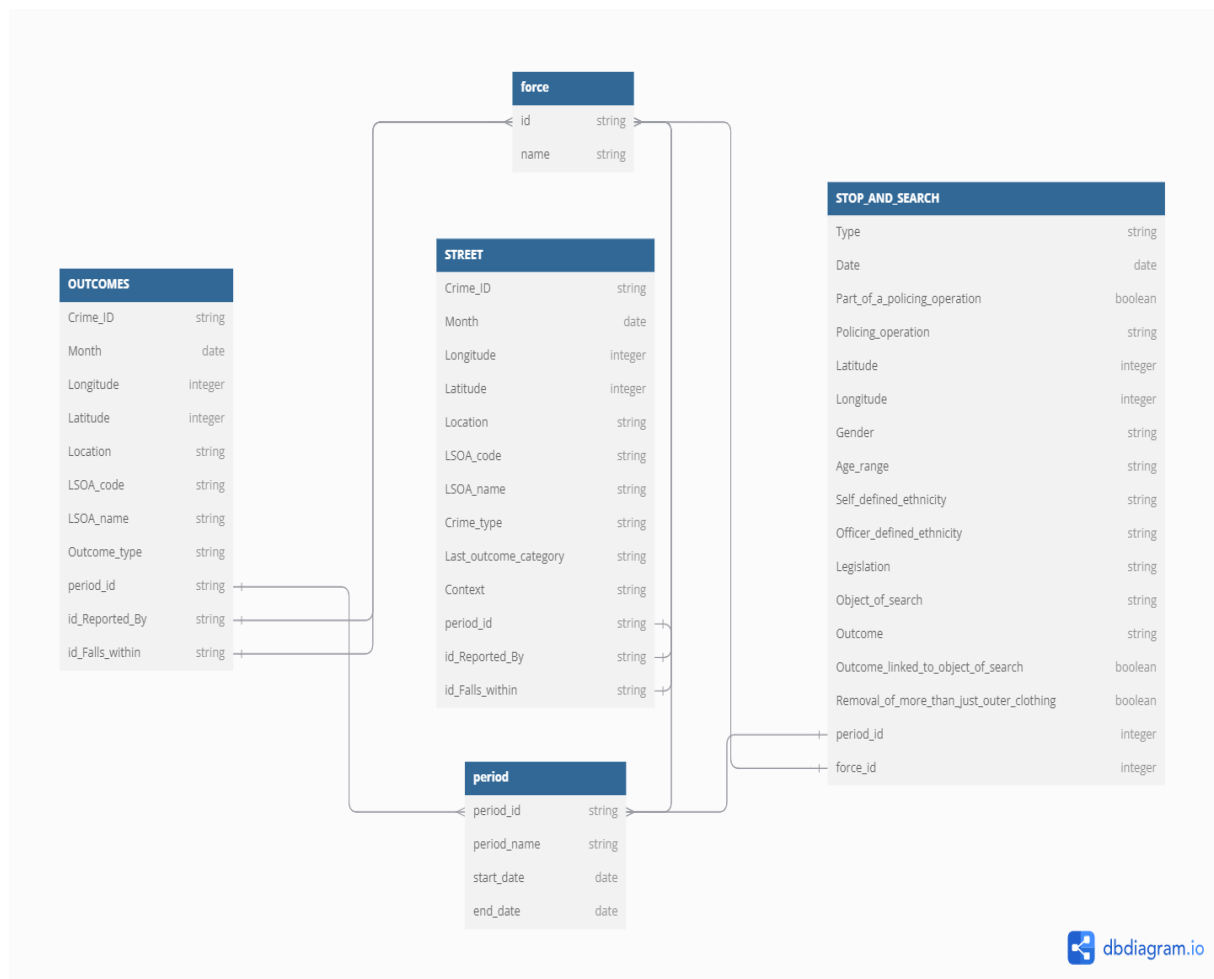 force
id string
name string
OUTCOMES
Crime_ID string
Month date
Longitude integer
Latitude integer
Location string
LSOA_code string
LSOA_name string
Outcome_type string
period_id string
id_Reported_By string
id_Falls_within string
STREET
Crime_ID string
Month date
Longitude integer
Latitude integer
Location string
LSOA_code string
LSOA_name string
Crime_type string
Last_outcome_category string
Context string
period_id string
id_Reported_By string
id_Falls_within string
STOP_AND_SEARCH
Type string
Date date
Part_of_a_policing_operation boolean
Policing_operation string
Latitude integer
Longitude integer
Gender string
Age_range string
Self_defined_ethnicity string
Officer_defined_ethnicity string
Legislation string
Object_of_search string
Outcome string
Outcome_linked_to_object_of_search boolean
Removal_of_more_than_just_outer_clothing boolean
period_id integer
force_id integer
period
period_id string
period_name string
start_date date
end_date date
dbdiagram.io